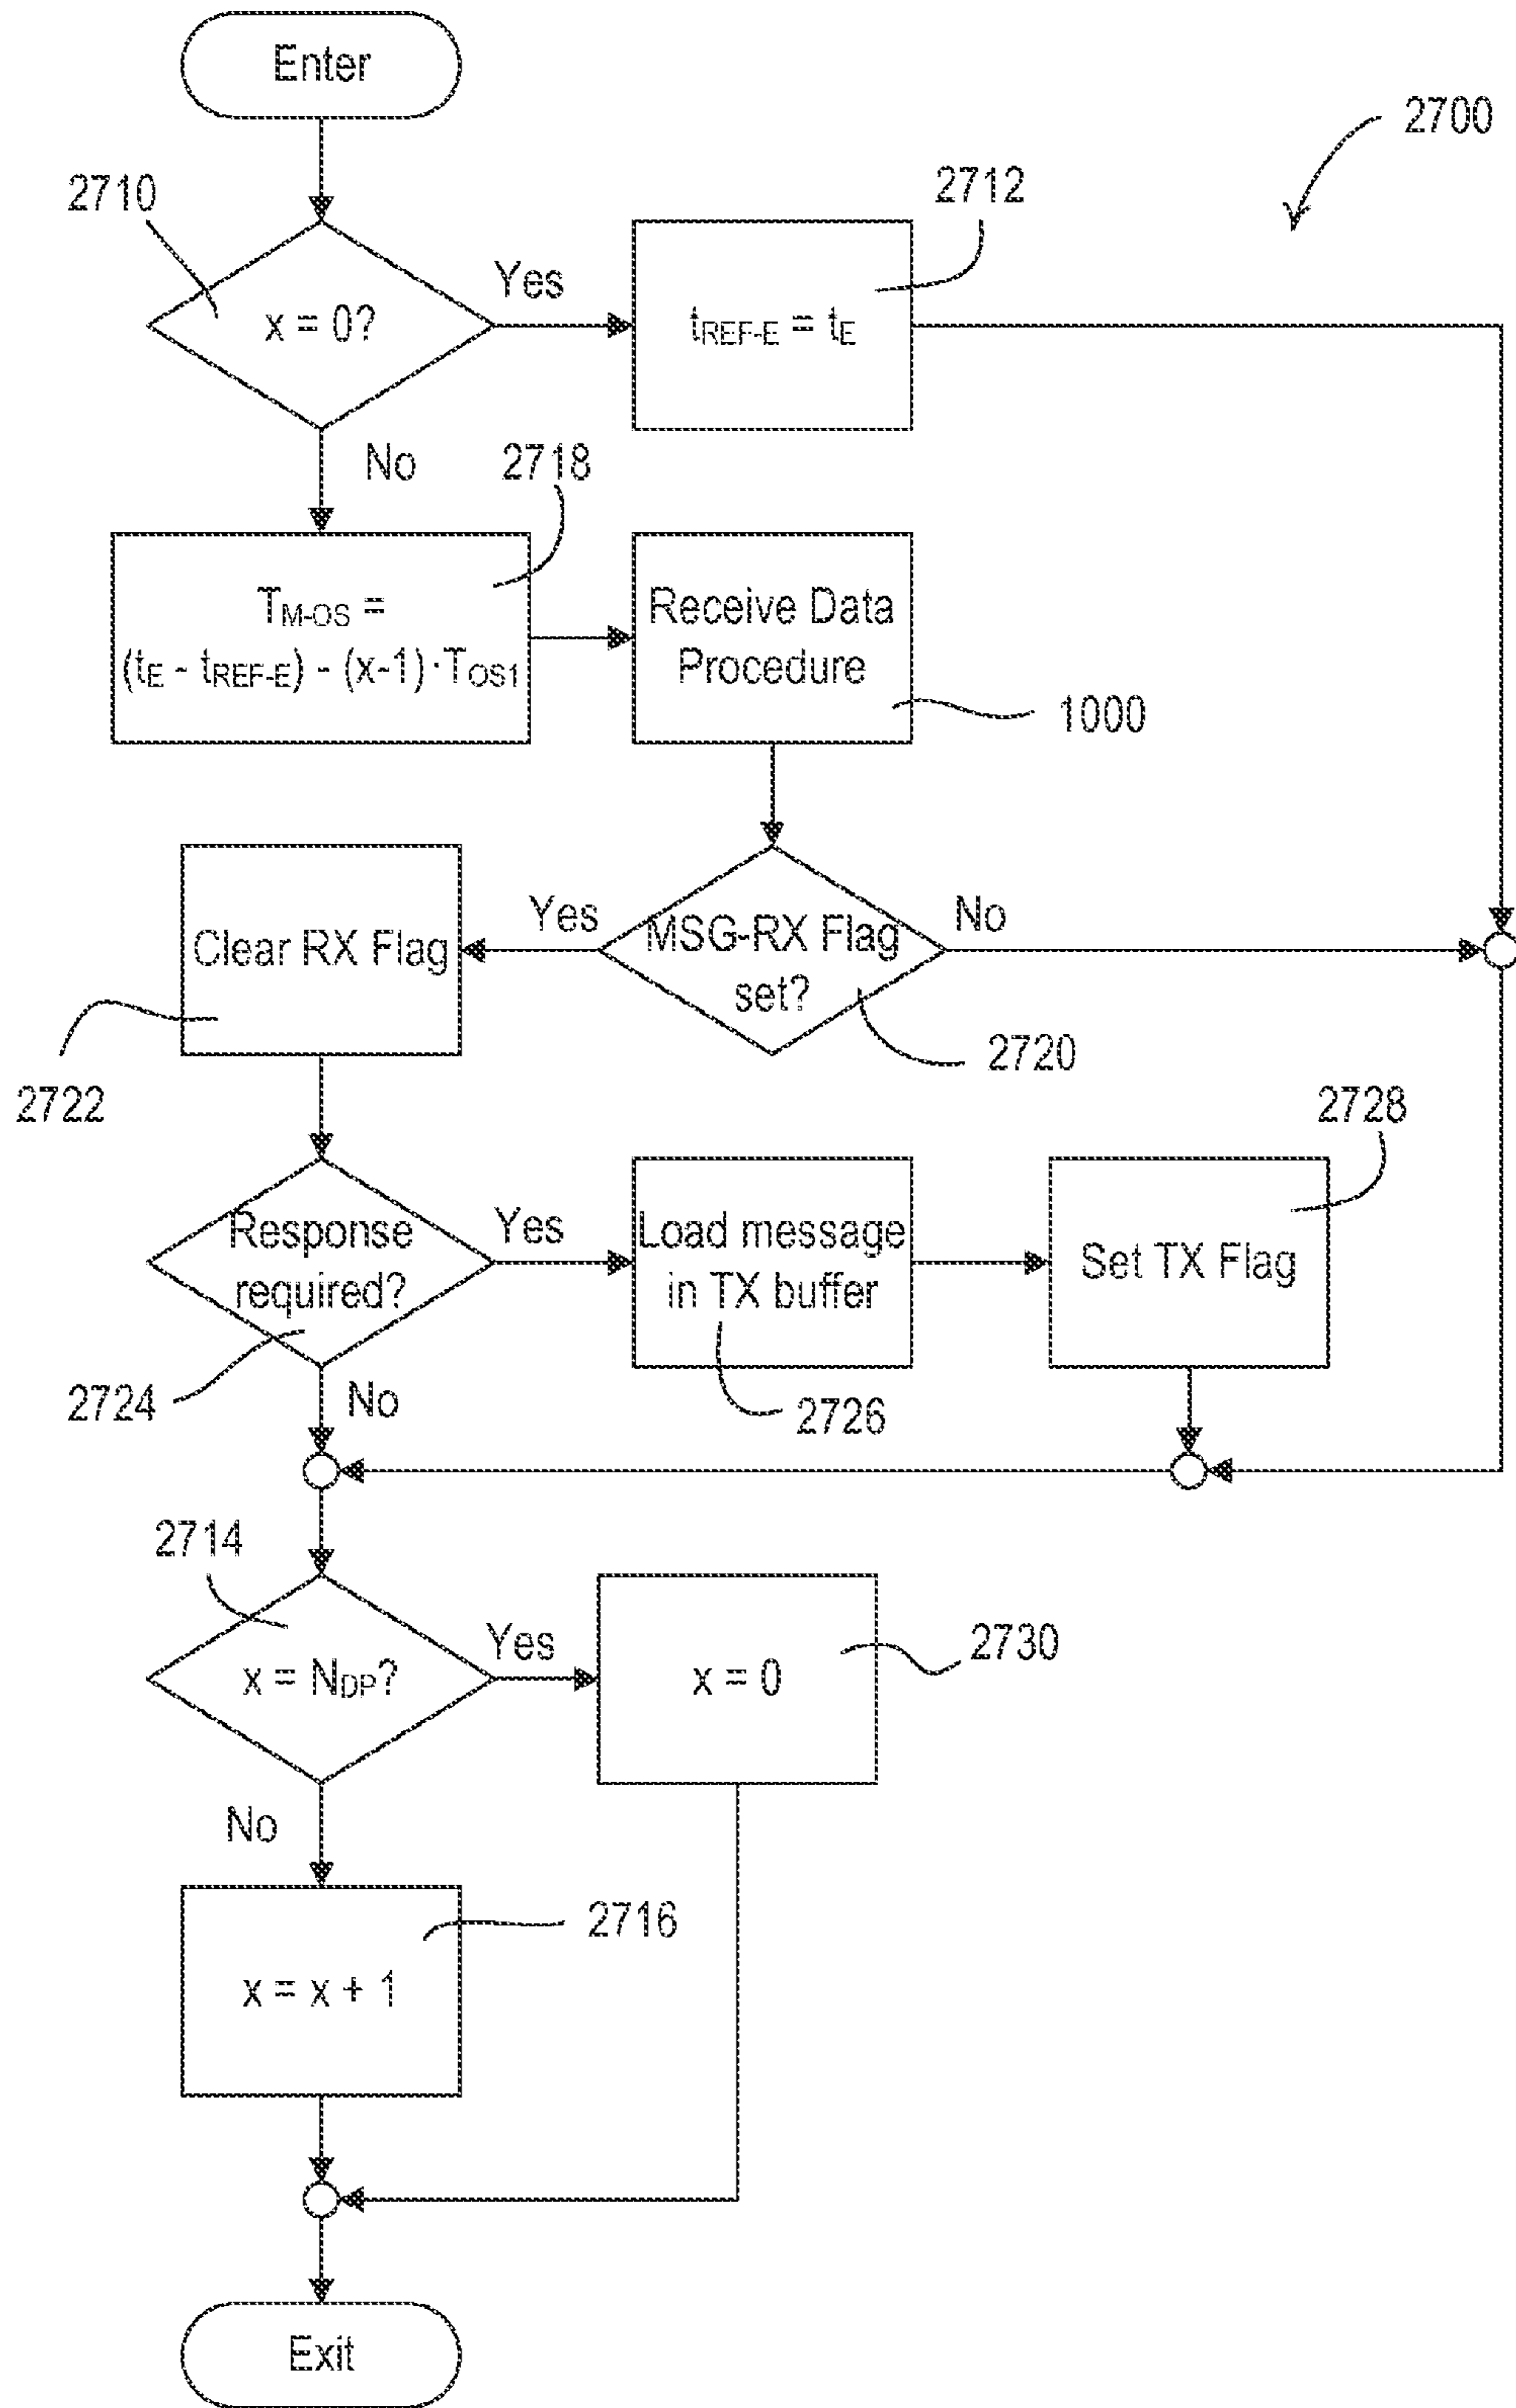 Enter
2700
2710
2712
Yes
x = 0?
tREF-E = tE
No
2718
TM-OS =
(tE - tREF-E) - (x-1)·TOS1
Receive Data
Procedure
1000
Yes
MSG-RX Flag
set?
No
Clear RX Flag
2720
2722
2728
Response
required?
Yes
Load message
in TX buffer
Set TX Flag
2724
No
2726
2714
Yes
2730
x = NDP?
x = 0
No
2716
x = x + 1
Exit